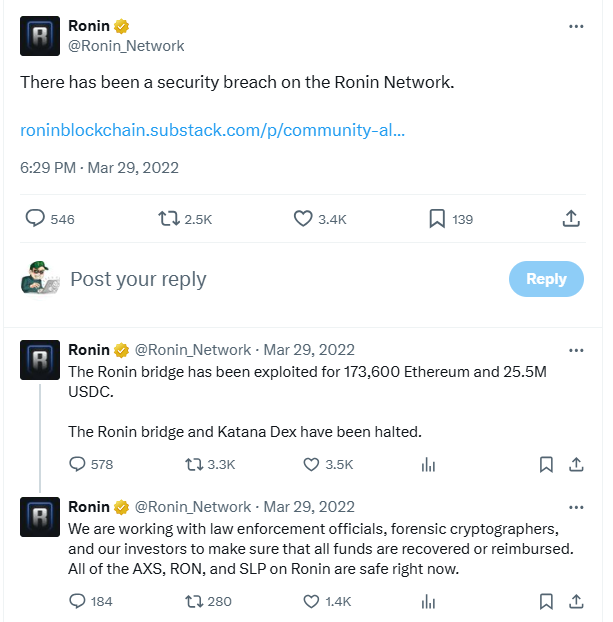 Ronin
@Ronin_Network
There has been a security breach on the Ronin Network.
roninblockchain.substack.com/p/community-al...
6:29 PM · Mar 29, 2022
546 2.5K 3.4K 139
Post your reply
Reply
Ronin @Ronin_Network · Mar 29, 2022
The Ronin bridge has been exploited for 173,600 Ethereum and 25.5M
USDC.
The Ronin bridge and Katana Dex have been halted.
578 3.3K 3.5K
Ronin @Ronin_Network · Mar 29, 2022
We are working with law enforcement officials, forensic cryptographers,
and our investors to make sure that all funds are recovered or reimbursed.
All of the AXS, RON, and SLP on Ronin are safe right now.
184 280 1.4K